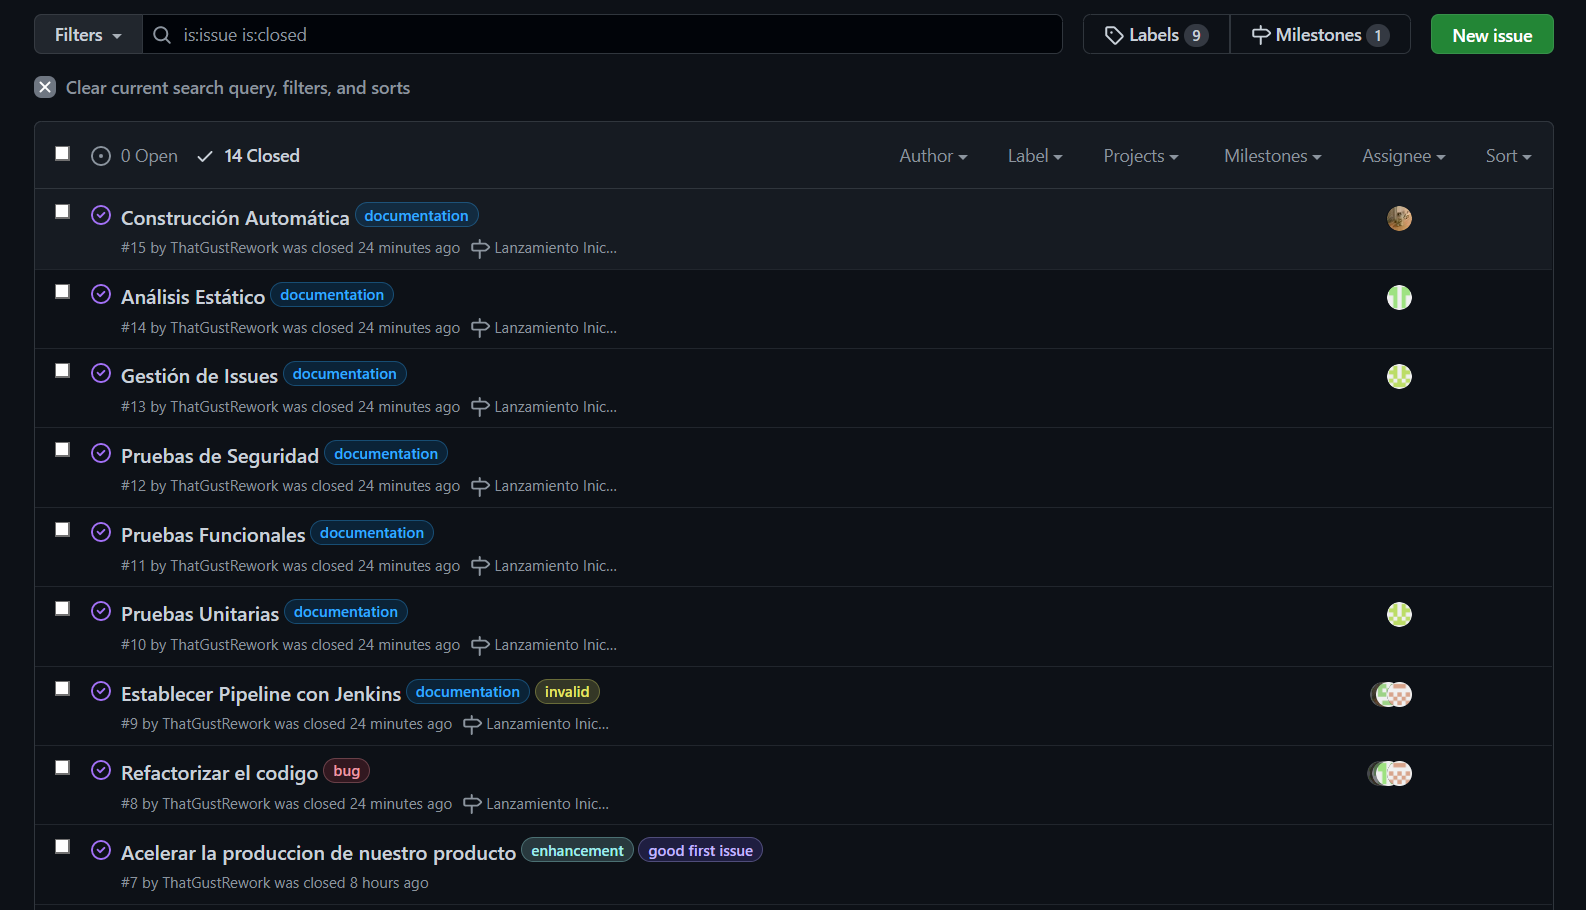 Filters is:issue is:closed Labels 9 Milestones 1 New issue
Clear current search query, filters, and sorts
0 Open 14 Closed Author Label Projects Milestones Assignee Sort
Construcción Automática documentation
#15 by ThatGustRework was closed 24 minutes ago Lanzamiento Inic...
Análisis Estático documentation
#14 by ThatGustRework was closed 24 minutes ago Lanzamiento Inic...
Gestión de Issues documentation
#13 by ThatGustRework was closed 24 minutes ago Lanzamiento Inic...
Pruebas de Seguridad documentation
#12 by ThatGustRework was closed 24 minutes ago Lanzamiento Inic...
Pruebas Funcionales documentation
#11 by ThatGustRework was closed 24 minutes ago Lanzamiento Inic...
Pruebas Unitarias documentation
#10 by ThatGustRework was closed 24 minutes ago Lanzamiento Inic...
Establecer Pipeline con Jenkins documentation invalid
#9 by ThatGustRework was closed 24 minutes ago Lanzamiento Inic...
Refactorizar el codigo bug
#8 by ThatGustRework was closed 24 minutes ago Lanzamiento Inic...
Acelerar la produccion de nuestro producto enhancement good first issue
#7 by ThatGustRework was closed 8 hours ago